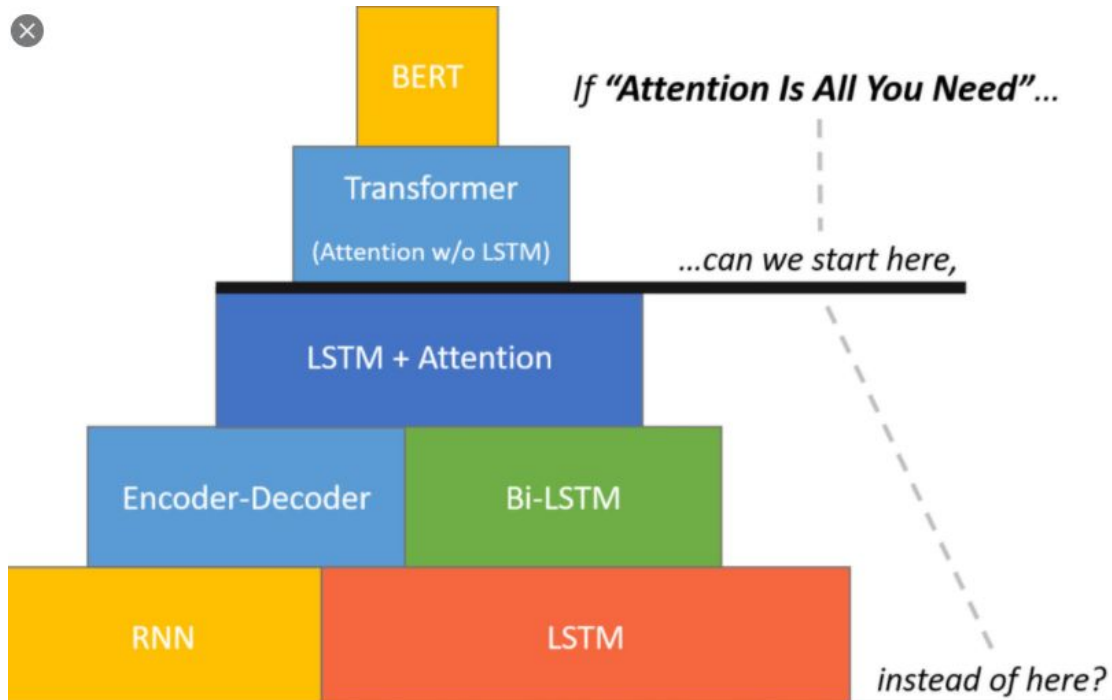 BERT
If “Attention Is All You Need”...
Transformer
(Attention w/o LSTM)
...can we start here,
LSTM + Attention
Encoder-Decoder
Bi-LSTM
RNN
LSTM
instead of here?